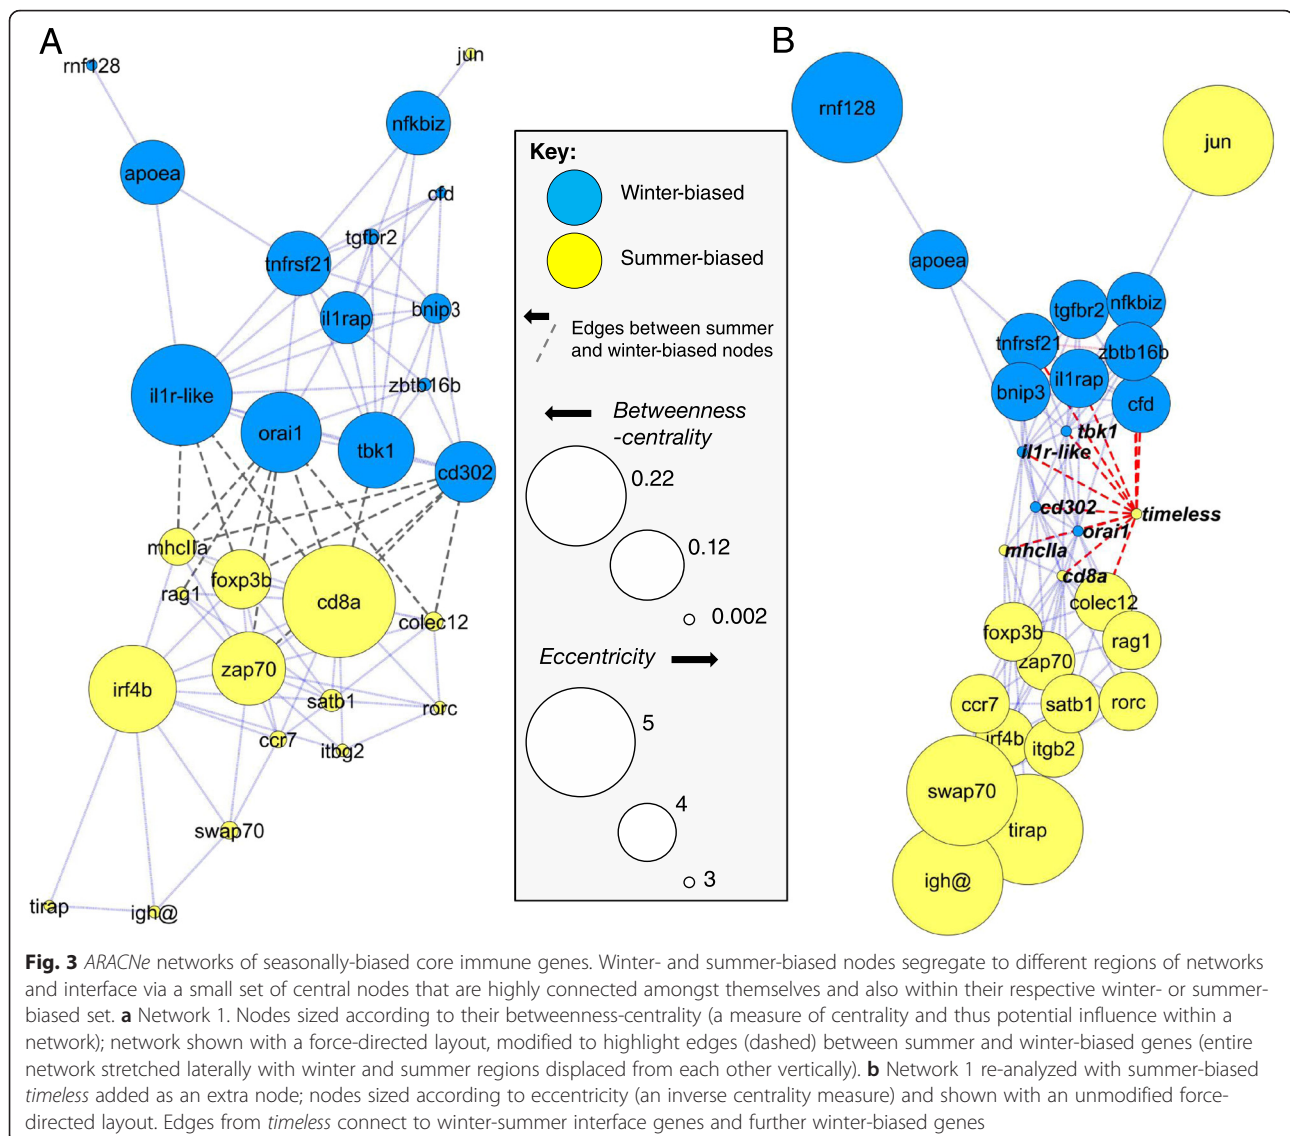 A
rnf128
jun
nfkbiz
apoea
cfd
tgfbr2
tnfrsf21
il1rap
bnip3
zbtb16b
il1r-like
orai1
tbk1
cd302
mhcIIa
foxp3b
rag1
cd8a
colec12
zap70
irf4b
satb1
rorc
ccr7
itbg2
swap70
tirap
igh@
Key:
Winter-biased
Summer-biased
Edges between summer
and winter-biased nodes
Betweenness
-centrality
0.22
0.12
0.002
Eccentricity
5
4
3
B
rnf128
jun
apoea
tgfbr2
nfkbiz
tnfrsf21
zbtb16b
il1rap
bnip3
cfd
tbk1
il1r-like
cd302
timeless
orai1
mhcIIa
cd8a
colec12
foxp3b
rag1
zap70
ccr7
satb1
rorc
irf4b
itgb2
swap70
tirap
igh@
Fig. 3 ARACNe networks of seasonally-biased core immune genes. Winter- and summer-biased nodes segregate to different regions of networks
and interface via a small set of central nodes that are highly connected amongst themselves and also within their respective winter- or summer-
biased set. a Network 1. Nodes sized according to their betweenness-centrality (a measure of centrality and thus potential influence within a
network); network shown with a force-directed layout, modified to highlight edges (dashed) between summer and winter-biased genes (entire
network stretched laterally with winter and summer regions displaced from each other vertically). b Network 1 re-analyzed with summer-biased
timeless added as an extra node; nodes sized according to eccentricity (an inverse centrality measure) and shown with an unmodified force-
directed layout. Edges from timeless connect to winter-summer interface genes and further winter-biased genes